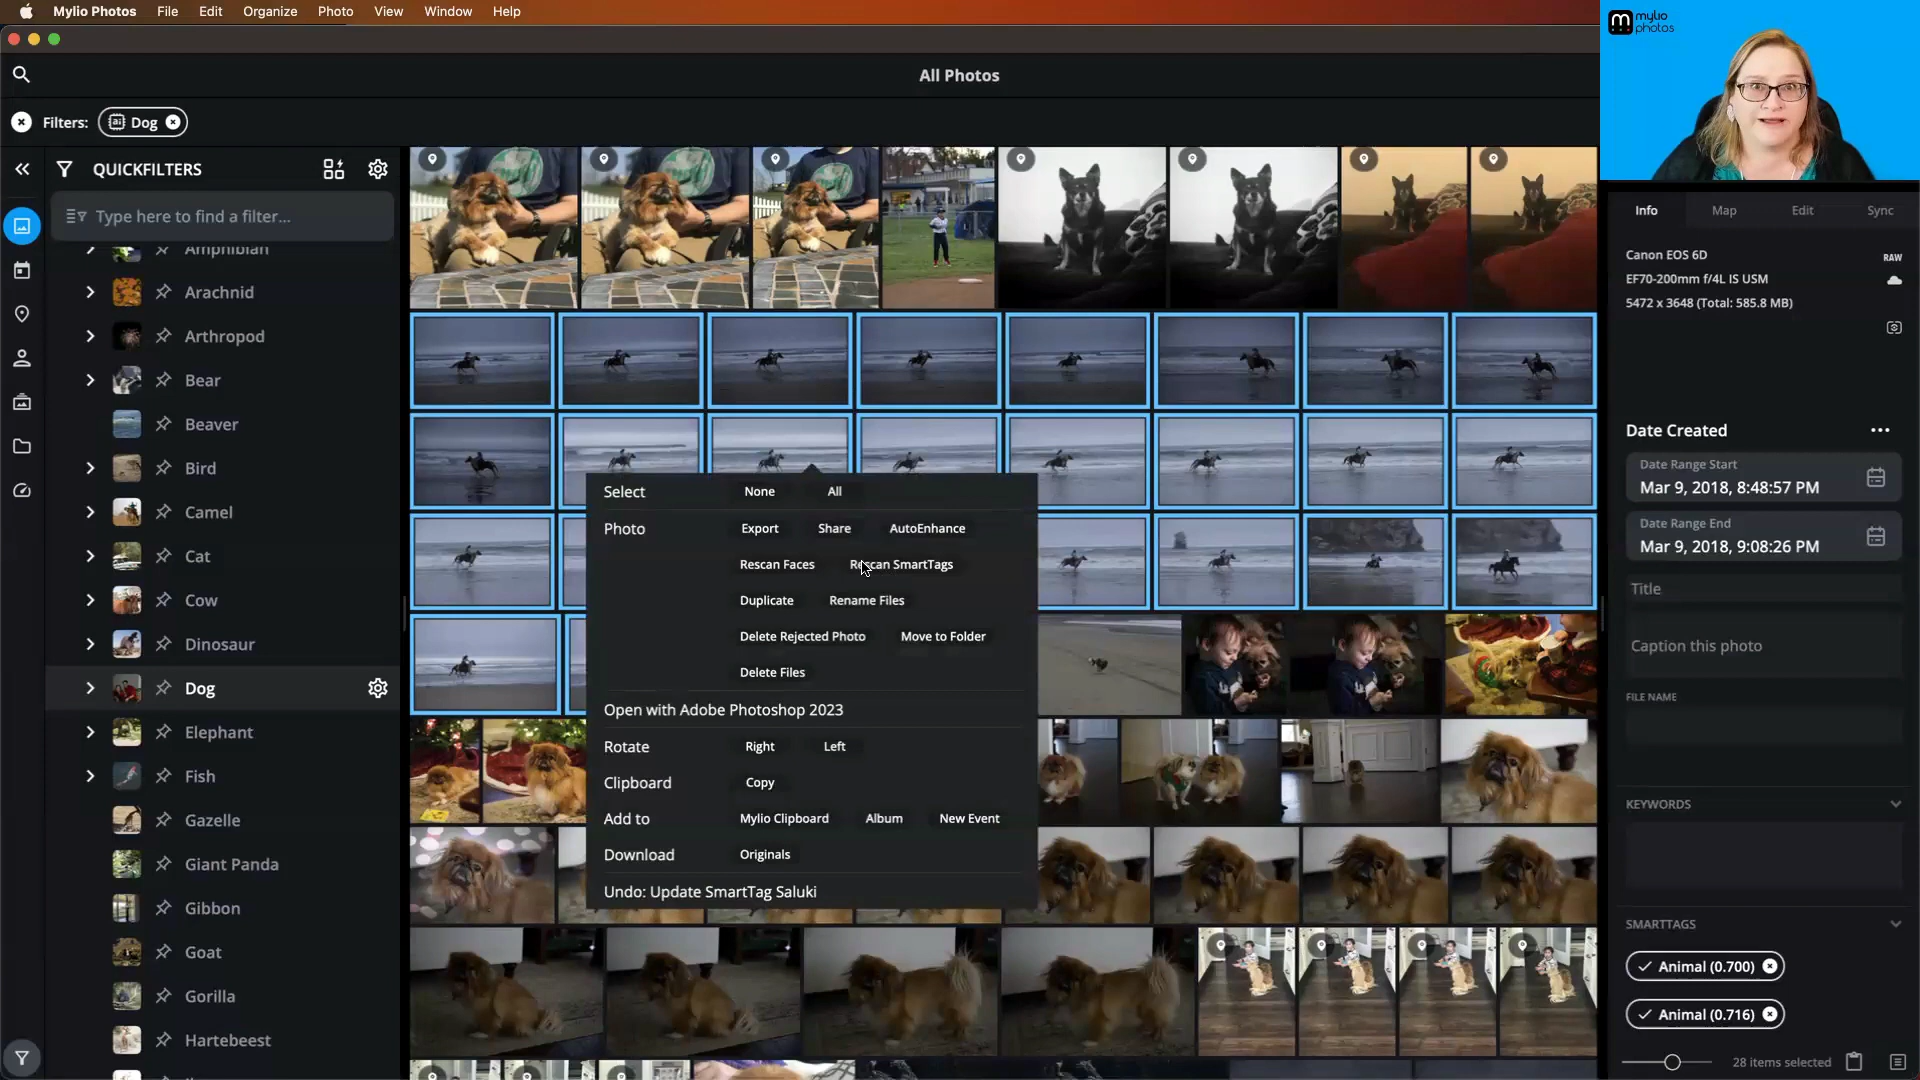 Mylio Photos File Edit Organize Photo View Window Help
mylio photos
All Photos
Filters: ai Dog
QUICKFILTERS
Type here to find a filter...
Amphibian
Arachnid
Arthropod
Bear
Beaver
Bird
Camel
Cat
Cow
Dinosaur
Dog
Elephant
Fish
Gazelle
Giant Panda
Gibbon
Goat
Gorilla
Hartebeest
Select None All
Photo Export Share AutoEnhance
Rescan Faces Rescan SmartTags
Duplicate Rename Files
Delete Rejected Photo Move to Folder
Delete Files
Open with Adobe Photoshop 2023
Rotate Right Left
Clipboard Copy
Add to Mylio Clipboard Album New Event
Download Originals
Undo: Update SmartTag Saluki
Info Map Edit Sync
Canon EOS 6D RAW
EF70-200mm f/4L IS USM
5472 x 3648 (Total: 585.8 MB)
Date Created
Date Range Start
Mar 9, 2018, 8:48:57 PM
Date Range End
Mar 9, 2018, 9:08:26 PM
Title
Caption this photo
FILE NAME
KEYWORDS
SMARTTAGS
Animal (0.700)
Animal (0.716)
28 items selected